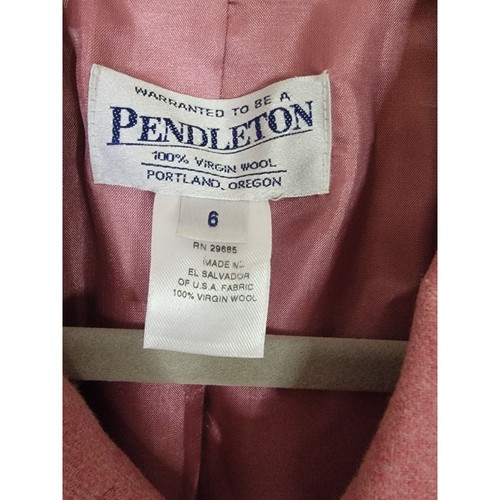 WARRANTED TO BE A
PENDLETON
100% VIRGIN WOOL
PORTLAND, OREGON
6
RN 29685
MADE IN
EL SALVADOR
OF U.S.A. FABRIC
100% VIRGIN WOOL